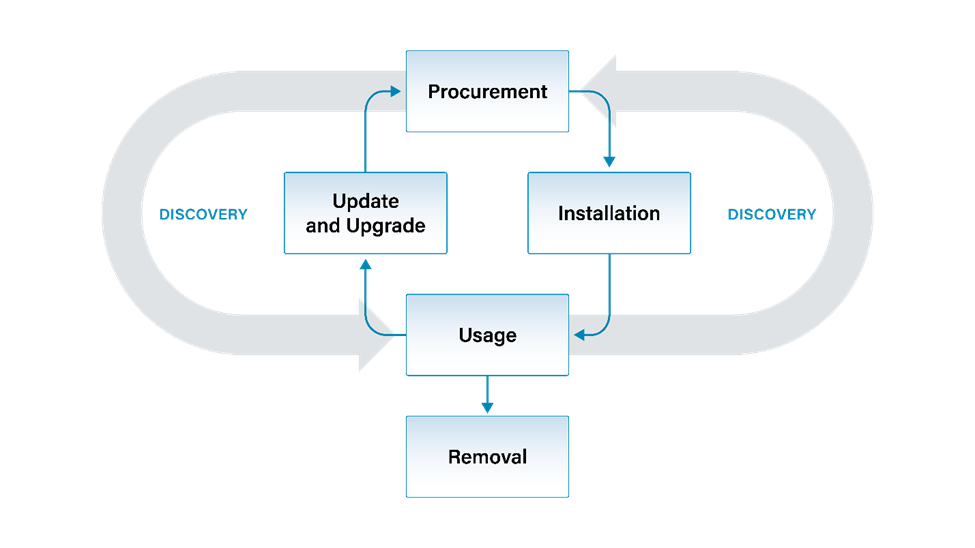 Procurement
DISCOVERY
Update
and Upgrade
Installation
DISCOVERY
Usage
Removal